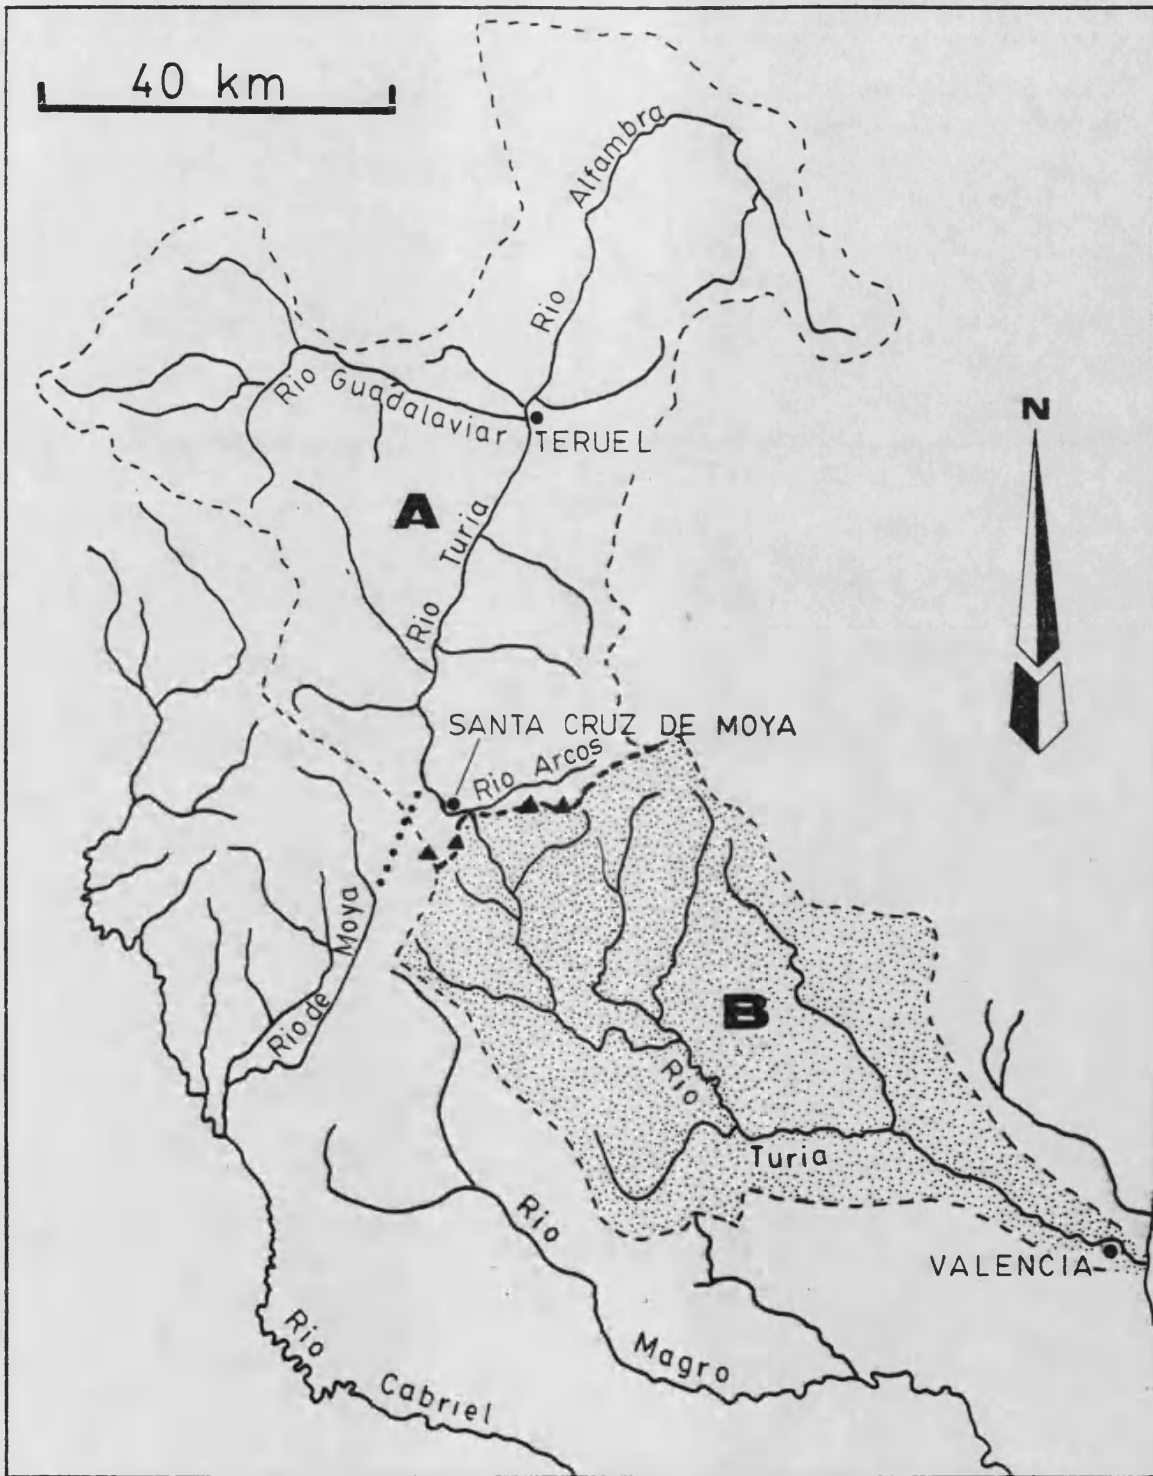 40 km
Rio Alfambra
Rio Guadalaviar
TERUEL
N
A
Rio Turia
SANTA CRUZ DE MOYA
Rio Arcos
Rio de Moya
B
Rio Turia
VALENCIA
Rio Magro
Rio Cabriel